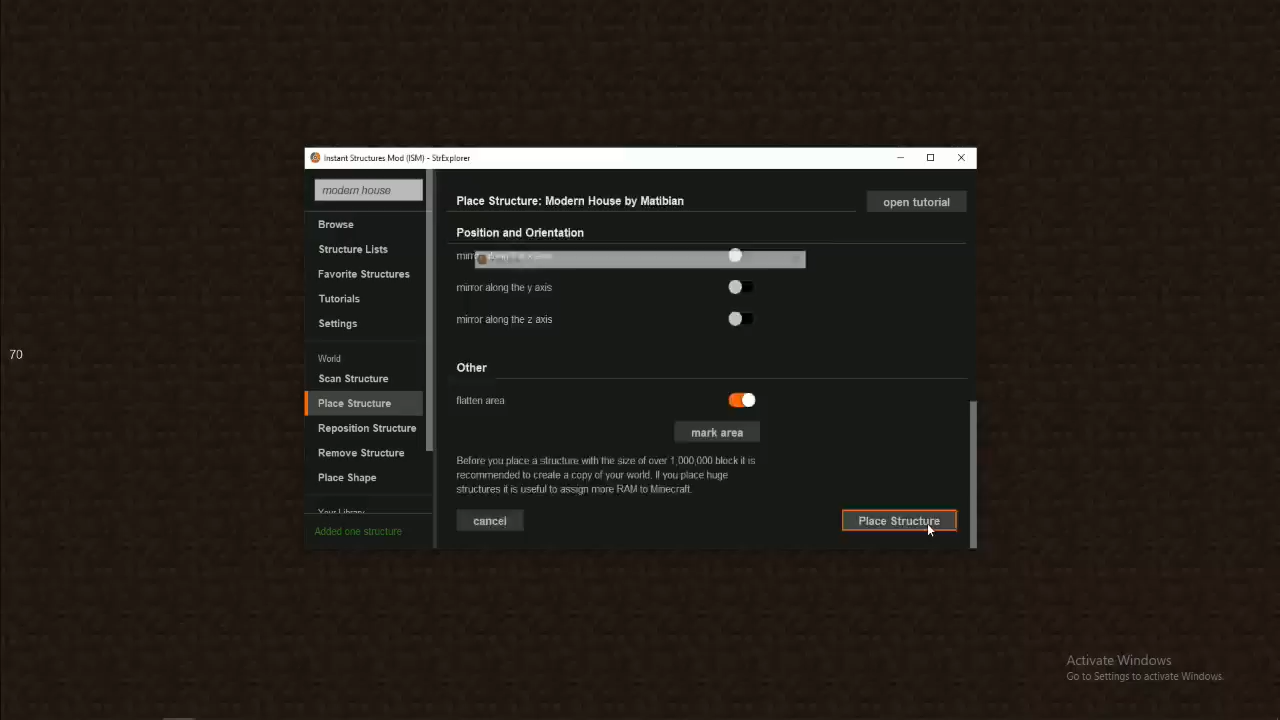 Instant Structures Mod (ISM) - StrExplorer
modern house
Browse
Structure Lists
Favorite Structures
Tutorials
Settings
World
Scan Structure
Place Structure
Reposition Structure
Remove Structure
Place Shape
Your Library
Added one structure
Place Structure: Modern House by Matibian
open tutorial
Position and Orientation
mirror along the y axis
mirror along the z axis
Other
flatten area
mark area
Before you place a structure with the size of over 1,000,000 block it is
recommended to create a copy of your world. If you place huge
structures it is useful to assign more RAM to Minecraft.
cancel
Place Structure
70
Activate Windows
Go to Settings to activate Windows.